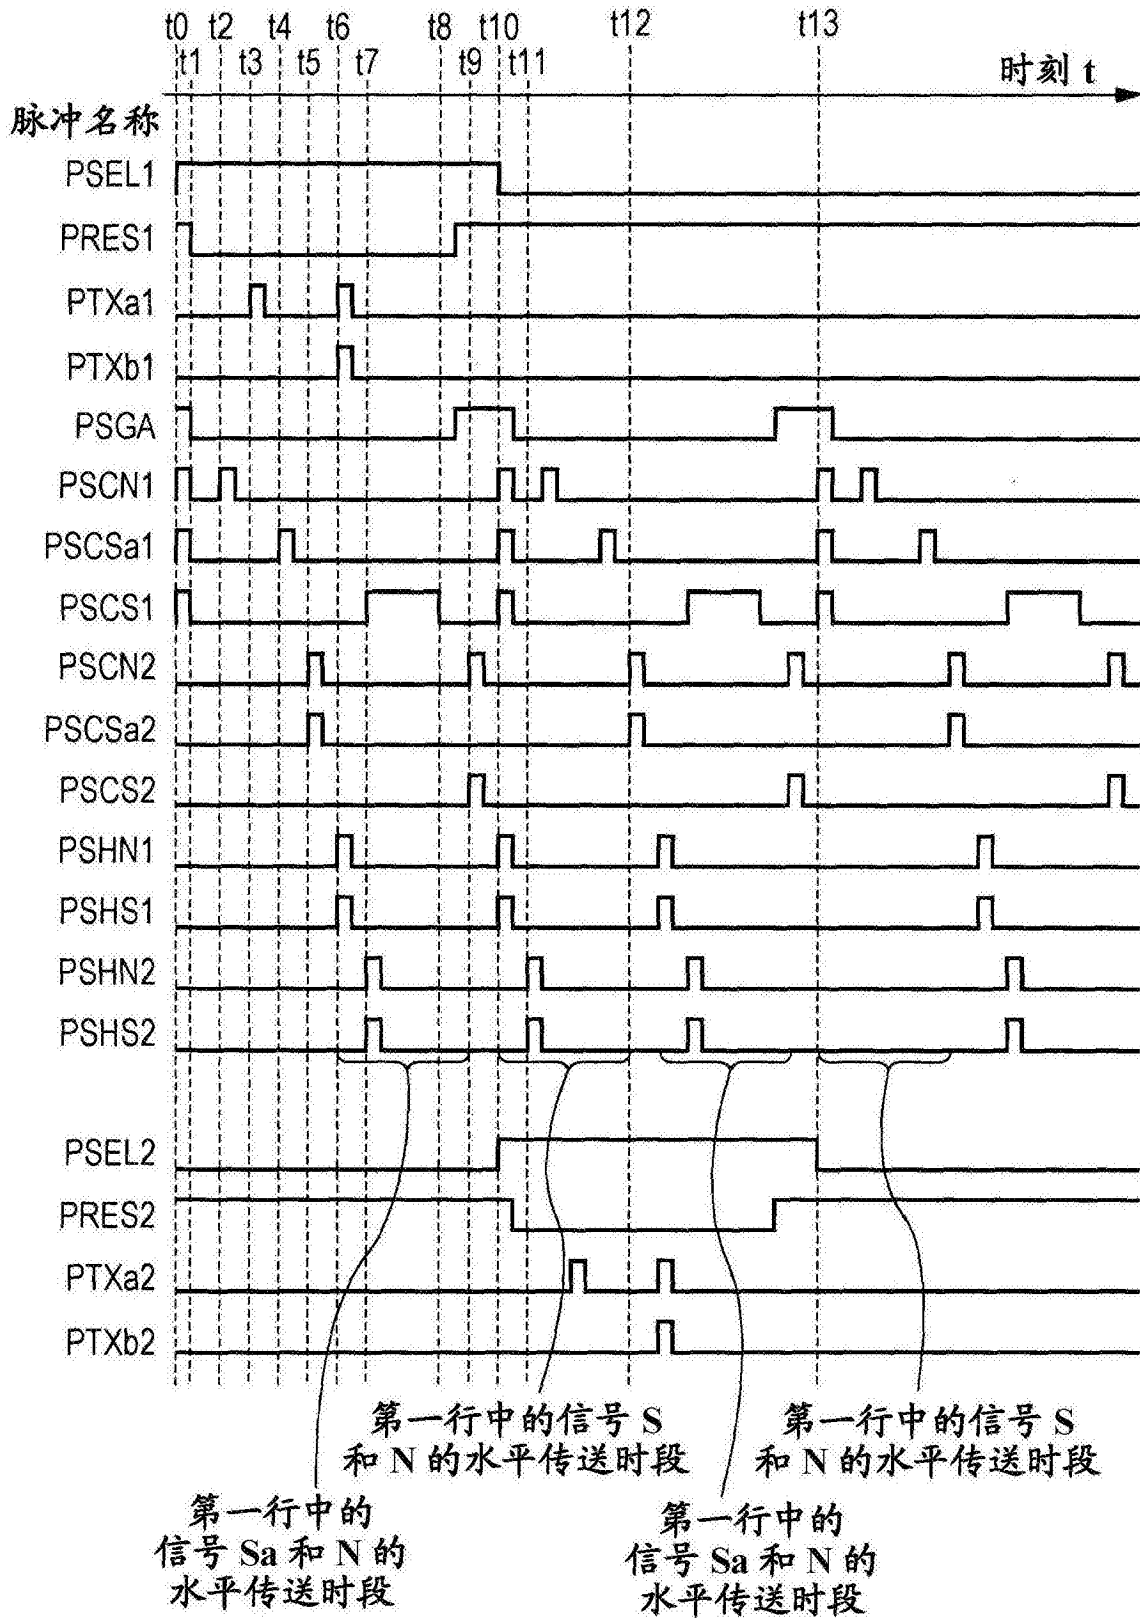 t0 t2 t4 t6 t8 t10 t12 t13
t1 t3 t5 t7 t9 t11
时刻 t
脉冲名称
PSEL1
PRES1
PTXa1
PTXb1
PSGA
PSCN1
PSCSa1
PSCS1
PSCN2
PSCSa2
PSCS2
PSHN1
PSHS1
PSHN2
PSHS2
PSEL2
PRES2
PTXa2
PTXb2
第一行中的信号 S
和 N 的水平传送时段
第一行中的信号 S
和 N 的水平传送时段
第一行中的
信号 Sa 和 N 的
水平传送时段
第一行中的
信号 Sa 和 N 的
水平传送时段